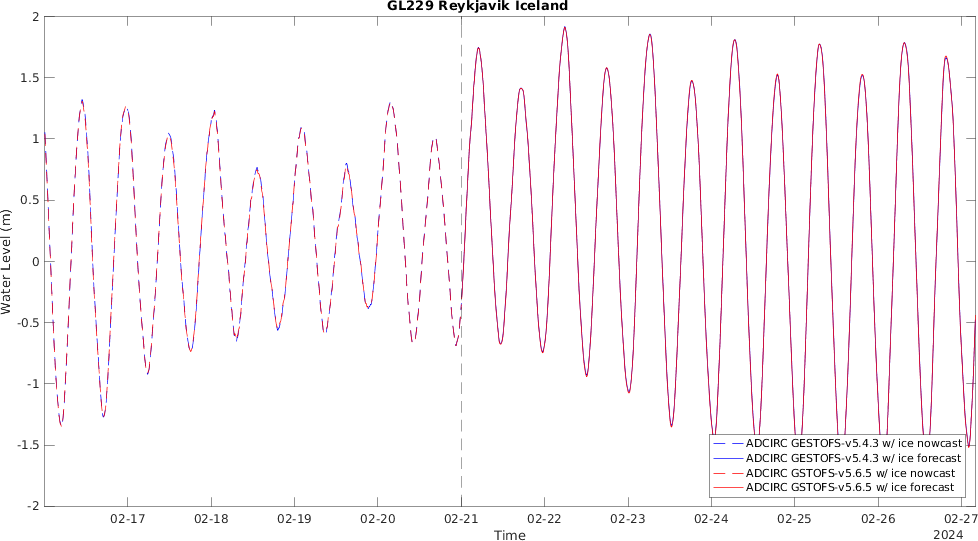 GL229 Reykjavik Iceland
2
1.5
1
0.5
0
-0.5
-1
-1.5
-2
Water Level (m)
ADCIRC GESTOFS-v5.4.3 w/ ice nowcast
ADCIRC GESTOFS-v5.4.3 w/ ice forecast
ADCIRC GSTOFS-v5.6.5 w/ ice nowcast
ADCIRC GSTOFS-v5.6.5 w/ ice forecast
02-17 02-18 02-19 02-20 02-21 02-22 02-23 02-24 02-25 02-26 02-27
Time
2024